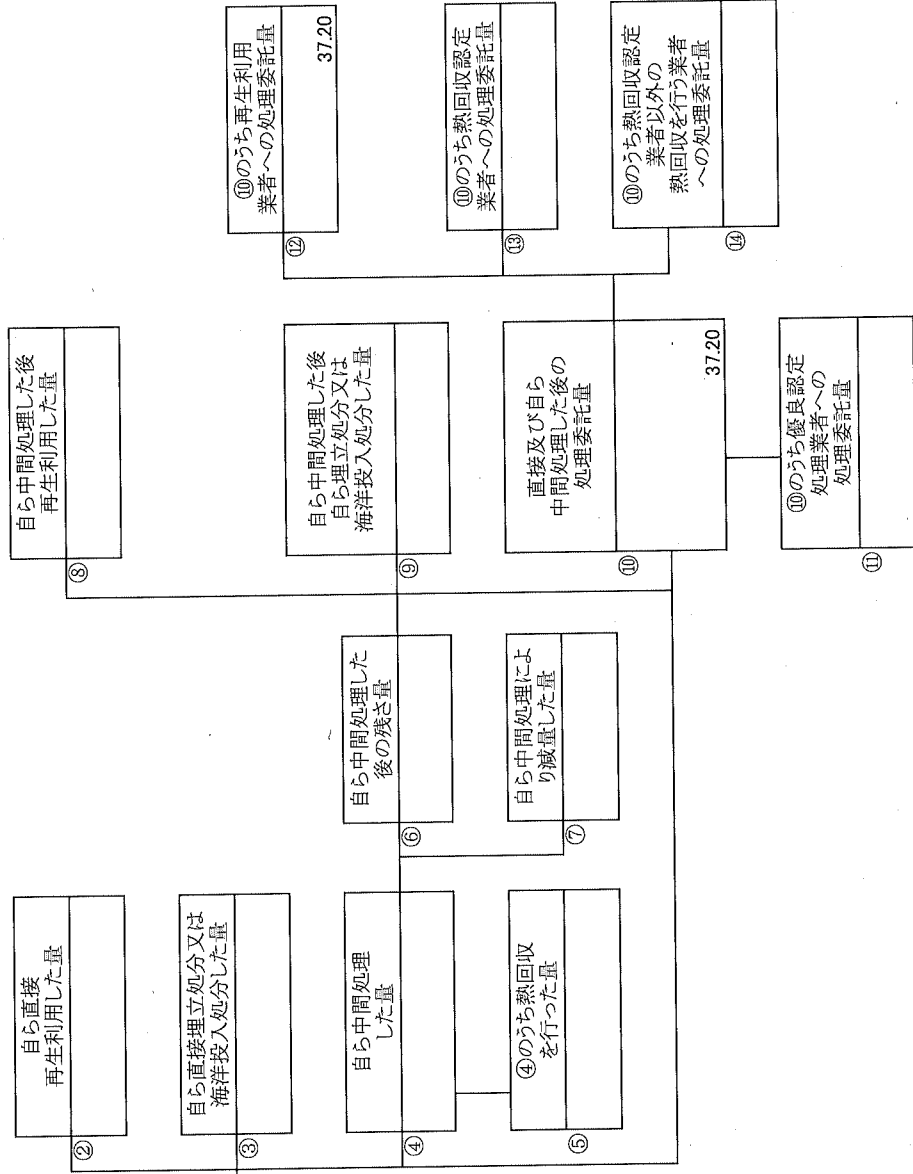 ②
自ら直接
再生利用した量
③
自ら直接埋立処分又は
海洋投入処分した量
④
自ら中間処理
した量
⑤
④のうち熱回収
を行った量
⑥
自ら中間処理した
後の残さ量
⑦
自ら中間処理によ
り減量した量
⑧
自ら中間処理した後
再生利用した量
⑨
自ら中間処理した後
自ら埋立処分又は
海洋投入処分した量
⑩
直接及び自ら
中間処理した後の
処理委託量
37.20
⑪
⑩のうち優良認定
処理業者への
処理委託量
⑫
⑩のうち再生利用
業者への処理委託量
37.20
⑬
⑩のうち熱回収認定
業者への処理委託量
⑭
⑩のうち熱回収認定
業者以外の
熱回収を行う業者
への処理委託量